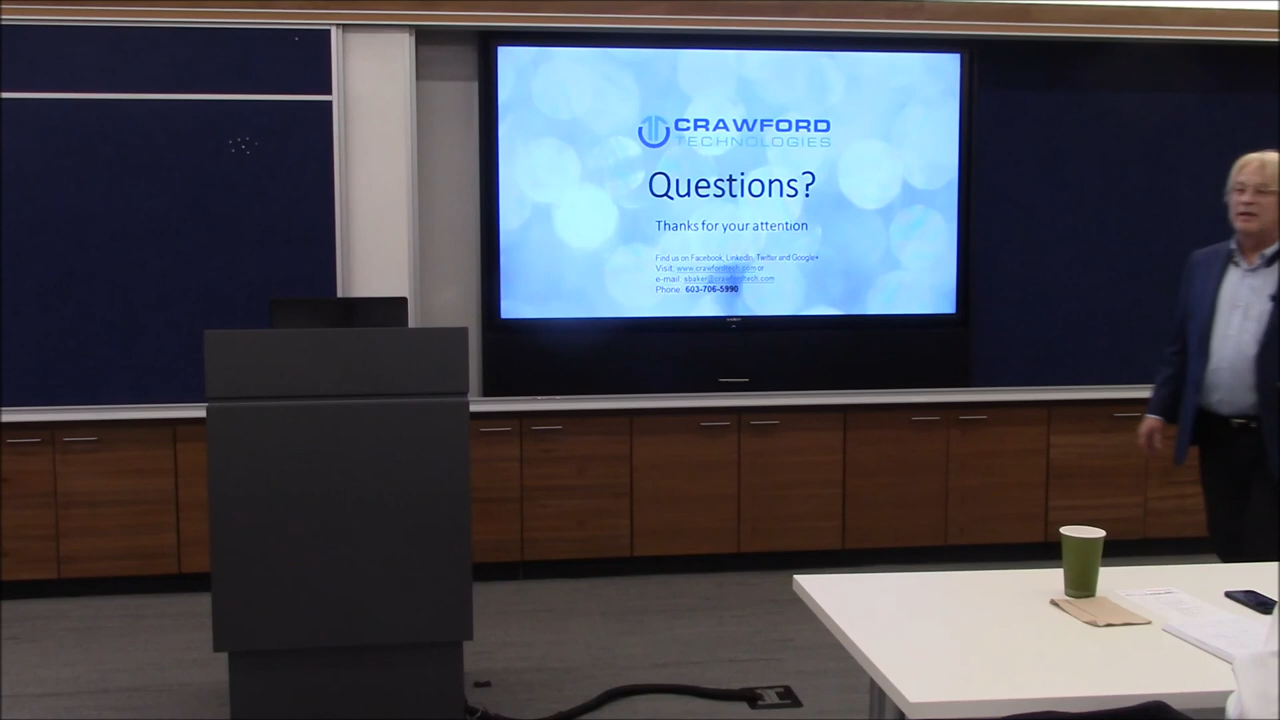 CRAWFORD
TECHNOLOGIES
Questions?
Thanks for your attention
Find us on Facebook, LinkedIn, Twitter and Google+
Visit: www.crawfordtech.com or
e-mail: sbaker@crawfordtech.com
Phone: 603-706-5990